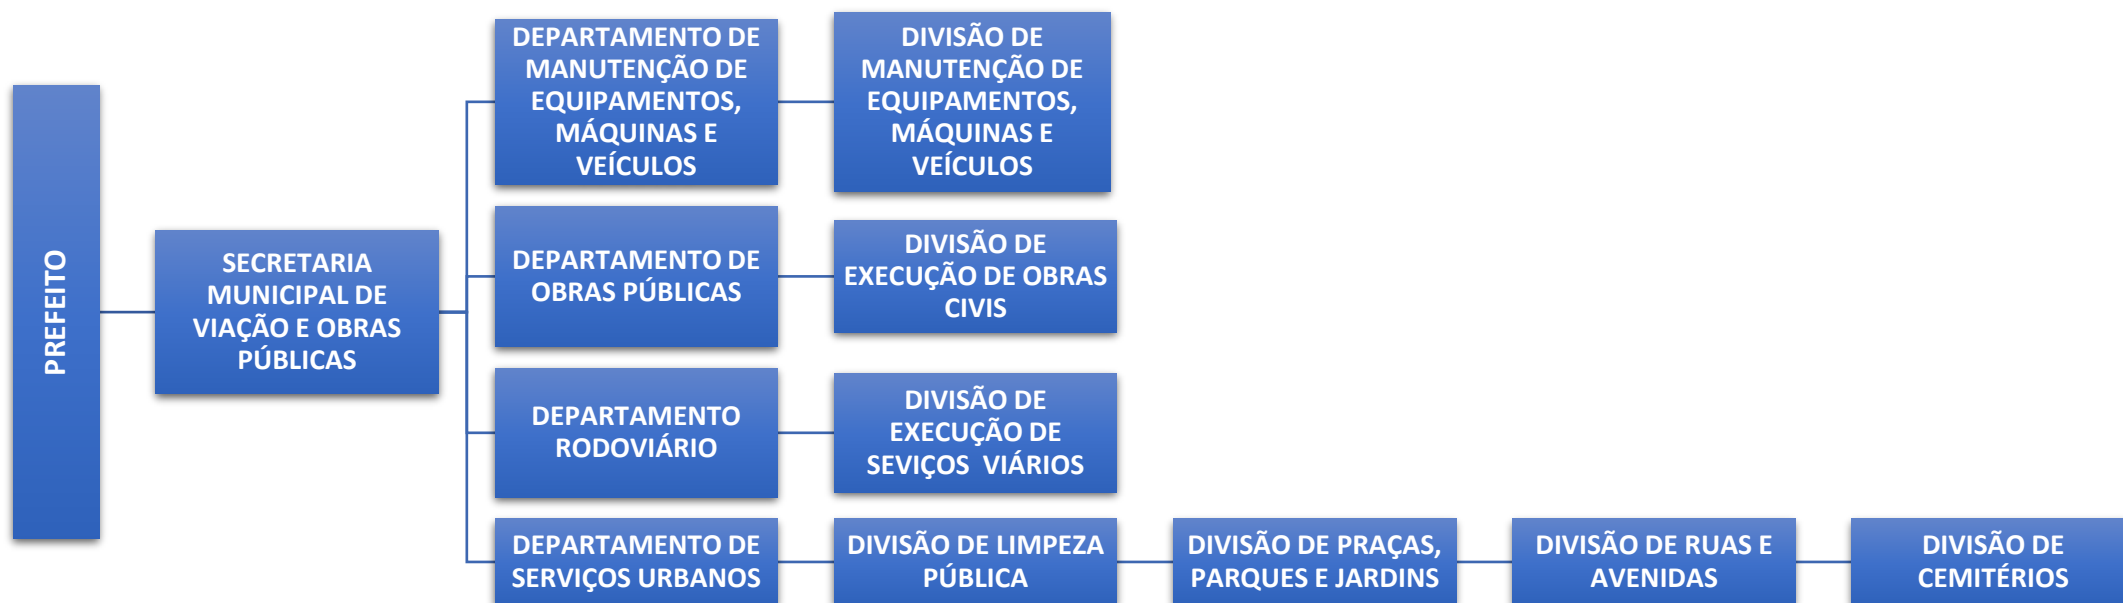 PREFEITO
SECRETARIA
MUNICIPAL DE
VIAÇÃO E OBRAS
PÚBLICAS
DEPARTAMENTO DE
MANUTENÇÃO DE
EQUIPAMENTOS,
MÁQUINAS E
VEÍCULOS
DIVISÃO DE
MANUTENÇÃO DE
EQUIPAMENTOS,
MÁQUINAS E
VEÍCULOS
DEPARTAMENTO DE
OBRAS PÚBLICAS
DIVISÃO DE
EXECUÇÃO DE OBRAS
CIVIS
DEPARTAMENTO
RODOVIÁRIO
DIVISÃO DE
EXECUÇÃO DE
SEVIÇOS VIÁRIOS
DEPARTAMENTO DE
SERVIÇOS URBANOS
DIVISÃO DE LIMPEZA
PÚBLICA
DIVISÃO DE PRAÇAS,
PARQUES E JARDINS
DIVISÃO DE RUAS E
AVENIDAS
DIVISÃO DE
CEMITÉRIOS